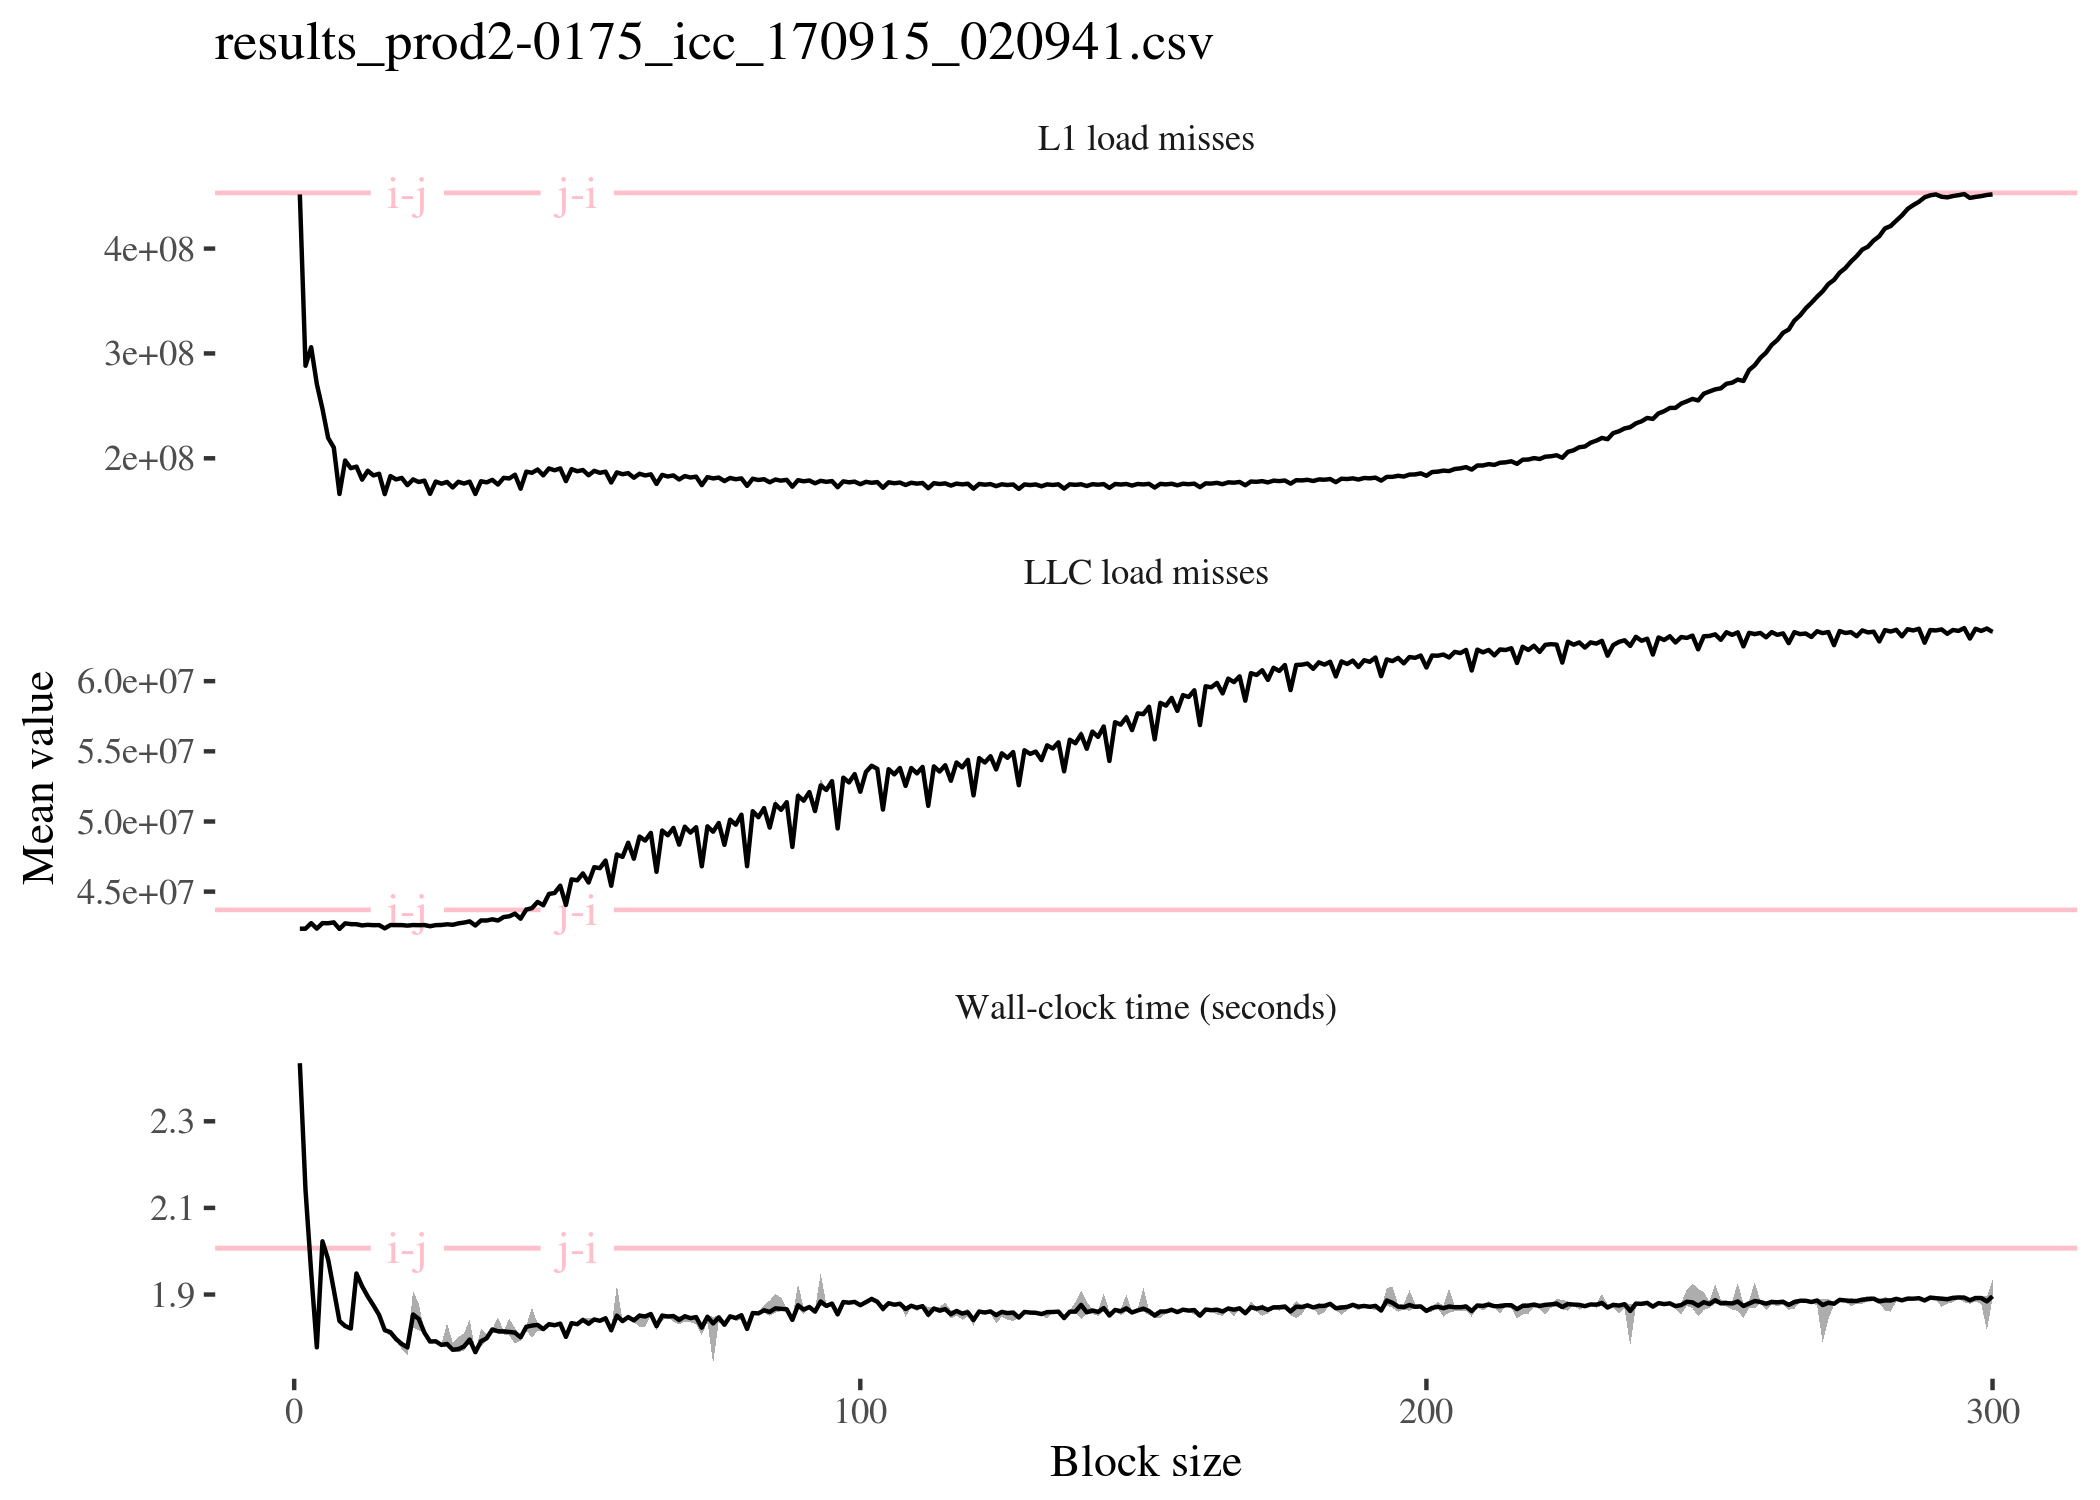 results_prod2-0175_icc_170915_020941.csv
L1 load misses
i-j
j-i
4e+08
3e+08
2e+08
LLC load misses
6.0e+07
5.5e+07
5.0e+07
4.5e+07
i-j
j-i
Mean value
Wall-clock time (seconds)
2.3
2.1
1.9
i-j
j-i
0 100 200 300
Block size